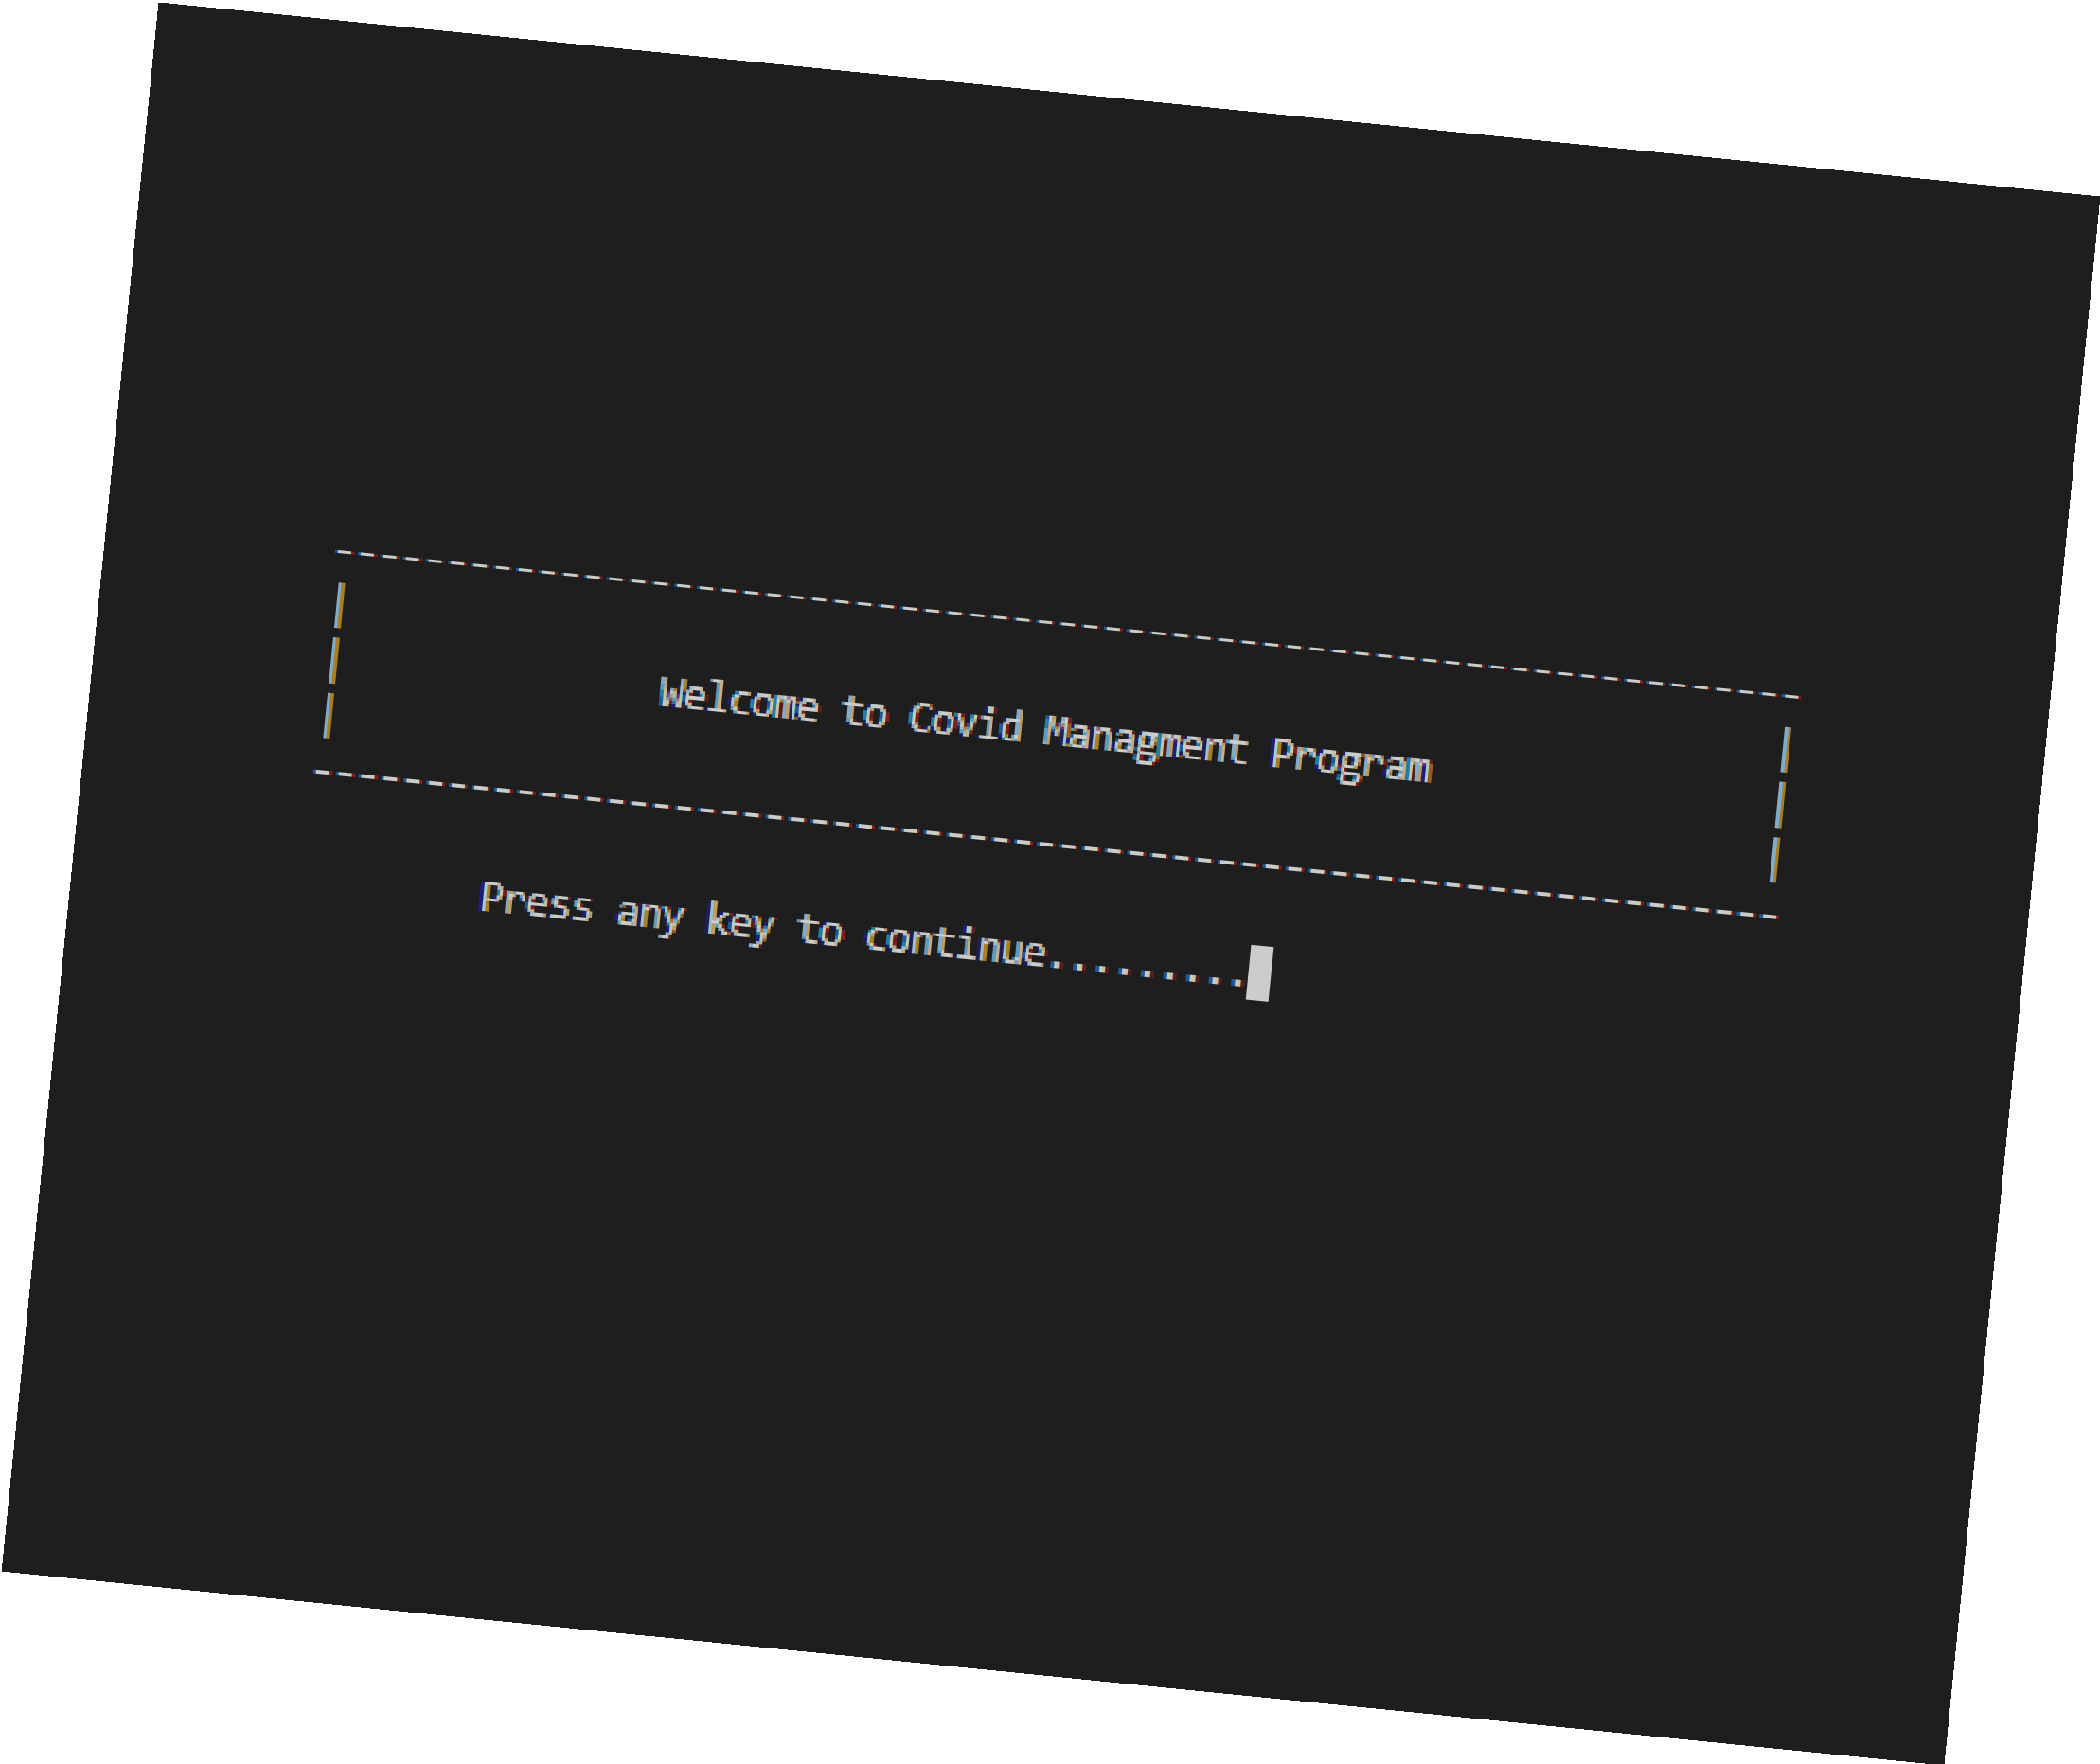 -----------------------------------------------------------------
|                                                               |
|              Welcome to Covid Managment Program               |
|                                                               |
-----------------------------------------------------------------
Press any key to continue.........